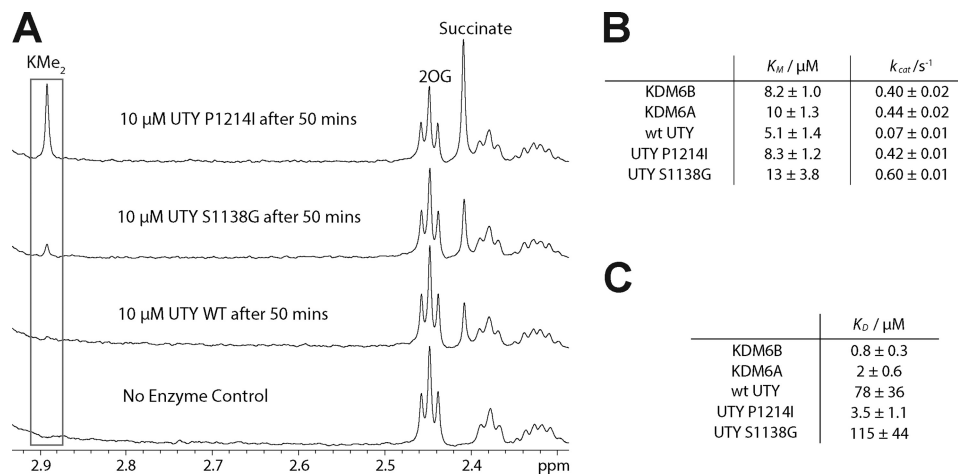 A
KMe2
Succinate
2OG
10 µM UTY P1214I after 50 mins
10 µM UTY S1138G after 50 mins
10 µM UTY WT after 50 mins
No Enzyme Control
2.9 2.8 2.7 2.6 2.5 2.4 ppm
B
KM / µM kcat/s-1
KDM6B 8.2 ± 1.0 0.40 ± 0.02
KDM6A 10 ± 1.3 0.44 ± 0.02
wt UTY 5.1 ± 1.4 0.07 ± 0.01
UTY P1214I 8.3 ± 1.2 0.42 ± 0.01
UTY S1138G 13 ± 3.8 0.60 ± 0.01
C
KD / µM
KDM6B 0.8 ± 0.3
KDM6A 2 ± 0.6
wt UTY 78 ± 36
UTY P1214I 3.5 ± 1.1
UTY S1138G 115 ± 44